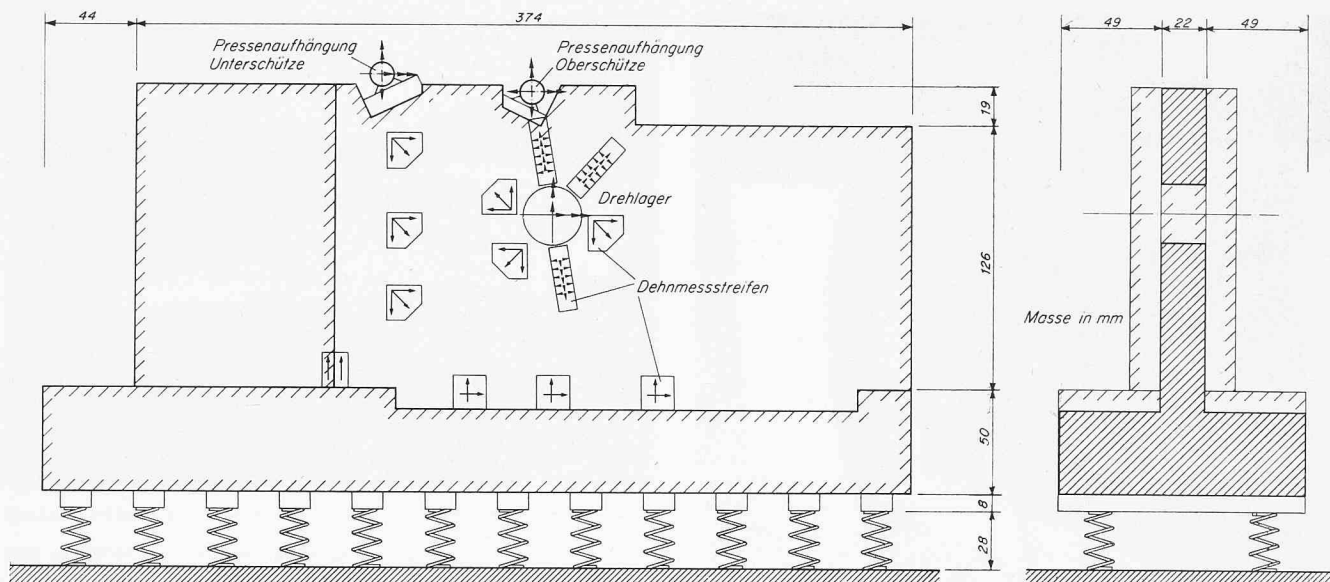 44
374
49
22
49
Pressenaufhängung
Unterschütze
Pressenaufhängung
Oberschütze
19
Drehlager
126
Dehnmessstreifen
Masse in mm
50
8
28